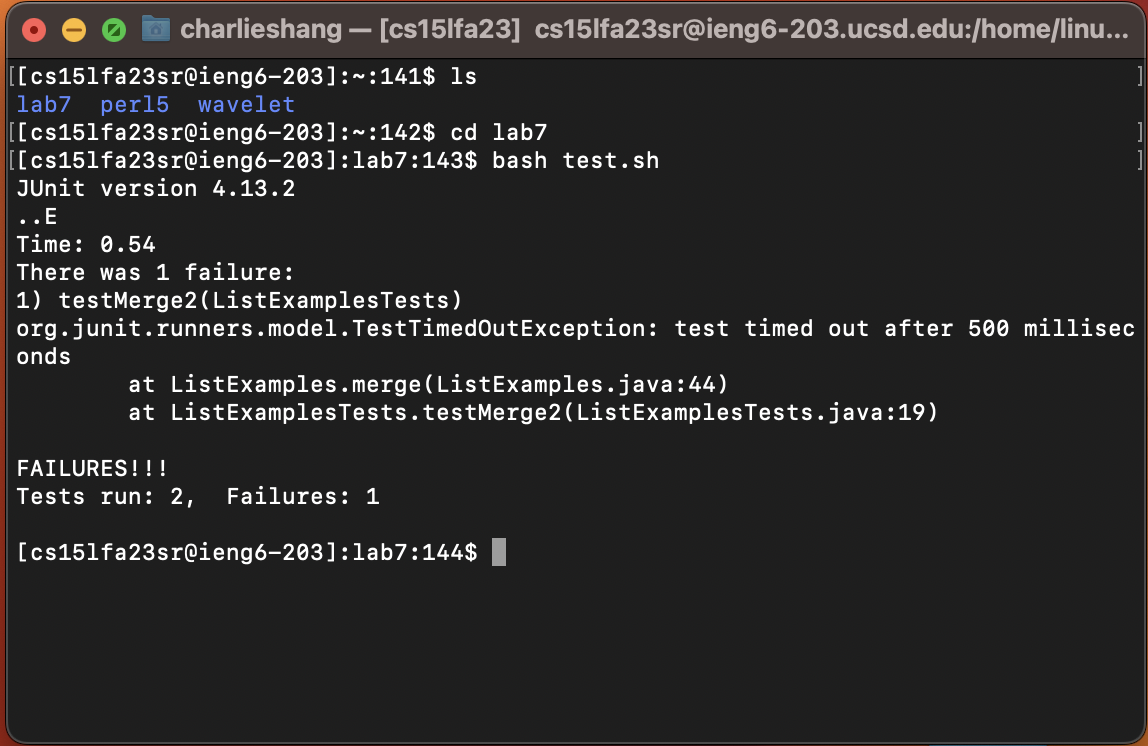 charlieshang — [cs15lfa23] cs15lfa23sr@ieng6-203.ucsd.edu:/home/linu...
[[cs15lfa23sr@ieng6-203]:~:141$ ls ]
lab7  perl5  wavelet
[[cs15lfa23sr@ieng6-203]:~:142$ cd lab7 ]
[[cs15lfa23sr@ieng6-203]:lab7:143$ bash test.sh ]
JUnit version 4.13.2
..E
Time: 0.54
There was 1 failure:
1) testMerge2(ListExamplesTests)
org.junit.runners.model.TestTimedOutException: test timed out after 500 millisec
onds
        at ListExamples.merge(ListExamples.java:44)
        at ListExamplesTests.testMerge2(ListExamplesTests.java:19)
FAILURES!!!
Tests run: 2,  Failures: 1
[cs15lfa23sr@ieng6-203]:lab7:144$